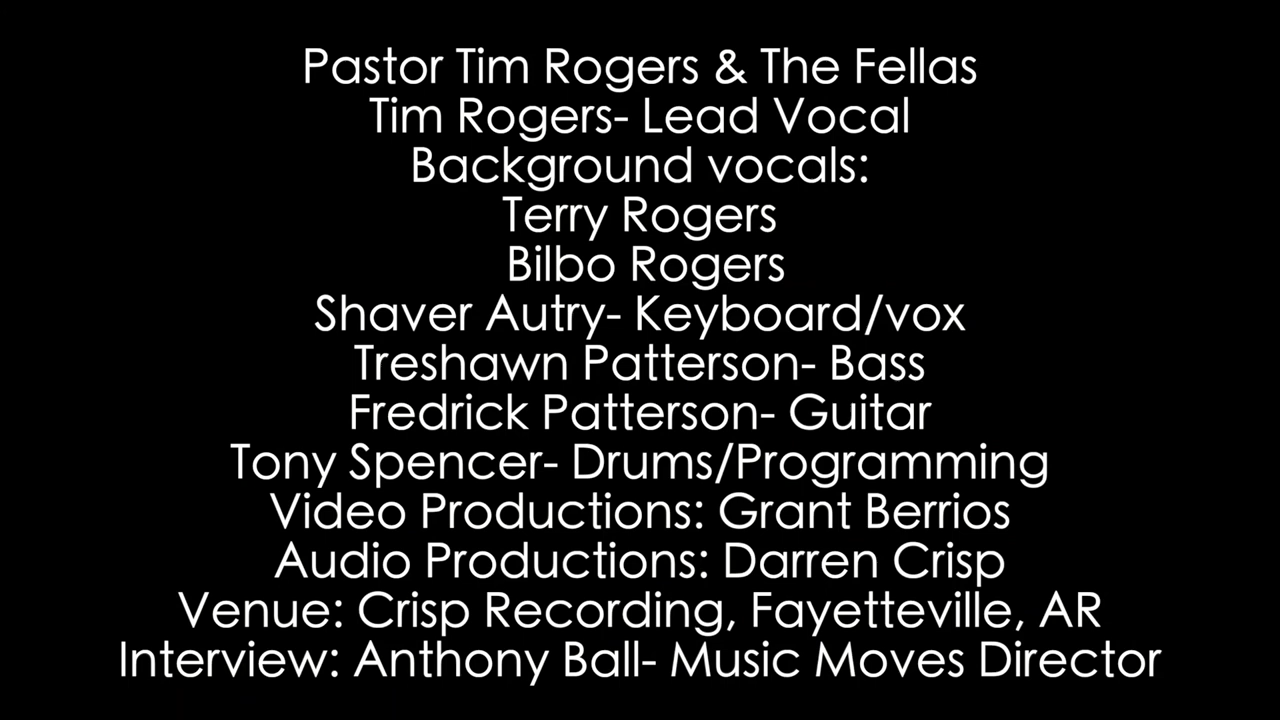 Pastor Tim Rogers & The Fellas
Tim Rogers- Lead Vocal
Background vocals:
Terry Rogers
Bilbo Rogers
Shaver Autry- Keyboard/vox
Treshawn Patterson- Bass
Fredrick Patterson- Guitar
Tony Spencer- Drums/Programming
Video Productions: Grant Berrios
Audio Productions: Darren Crisp
Venue: Crisp Recording, Fayetteville, AR
Interview: Anthony Ball- Music Moves Director